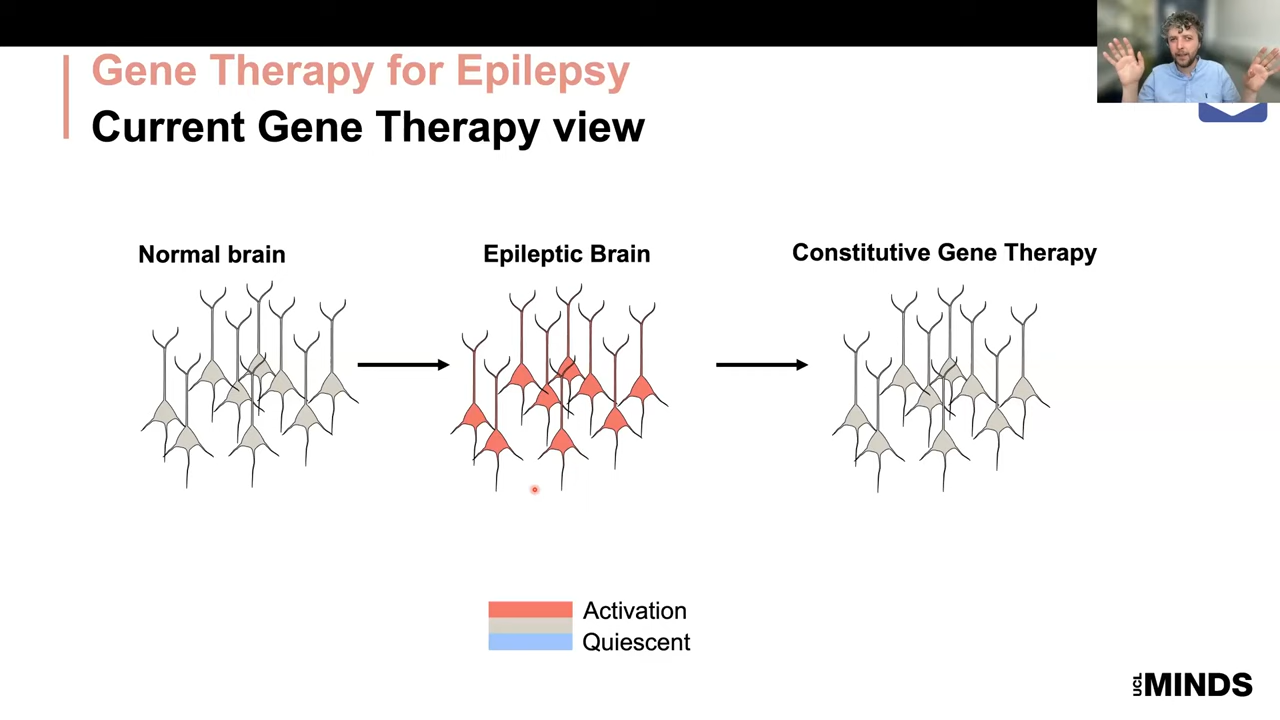 Gene Therapy for Epilepsy
Current Gene Therapy view
Normal brain
Epileptic Brain
Constitutive Gene Therapy
Activation
Quiescent
UCL MINDS